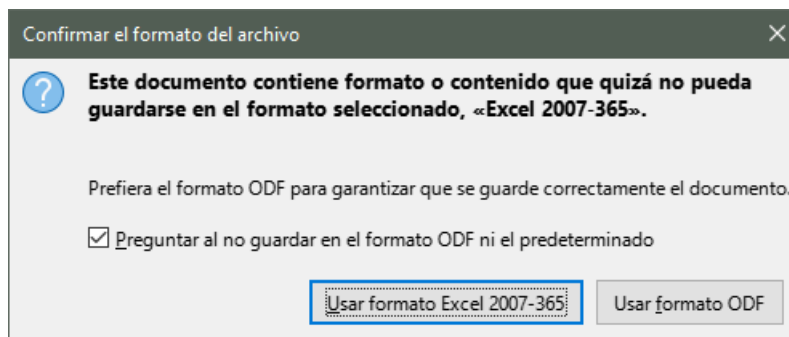 Confirmar el formato del archivo
Este documento contiene formato o contenido que quizá no pueda
guardarse en el formato seleccionado, «Excel 2007-365».
Prefiera el formato ODF para garantizar que se guarde correctamente el documento.
Preguntar al no guardar en el formato ODF ni el predeterminado
Usar formato Excel 2007-365
Usar formato ODF